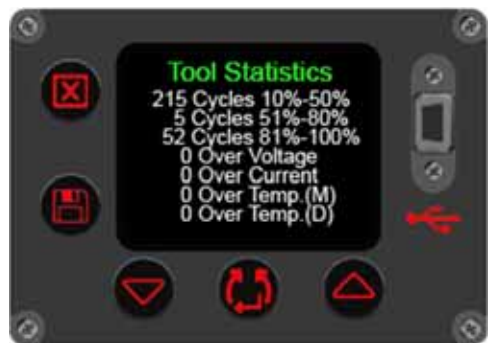 Tool Statistics
215 Cycles 10%-50%
5 Cycles 51%-80%
52 Cycles 81%-100%
0 Over Voltage
0 Over Current
0 Over Temp.(M)
0 Over Temp.(D)